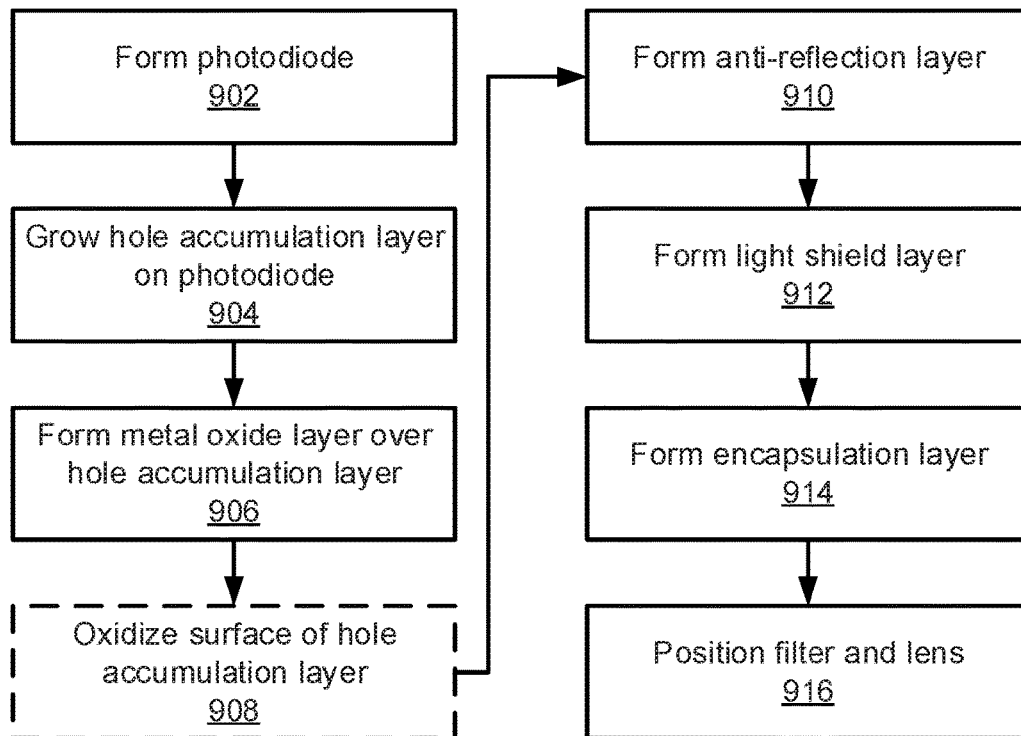 Form photodiode
902
Grow hole accumulation layer
on photodiode
904
Form metal oxide layer over
hole accumulation layer
906
Oxidize surface of hole
accumulation layer
908
Form anti-reflection layer
910
Form light shield layer
912
Form encapsulation layer
914
Position filter and lens
916